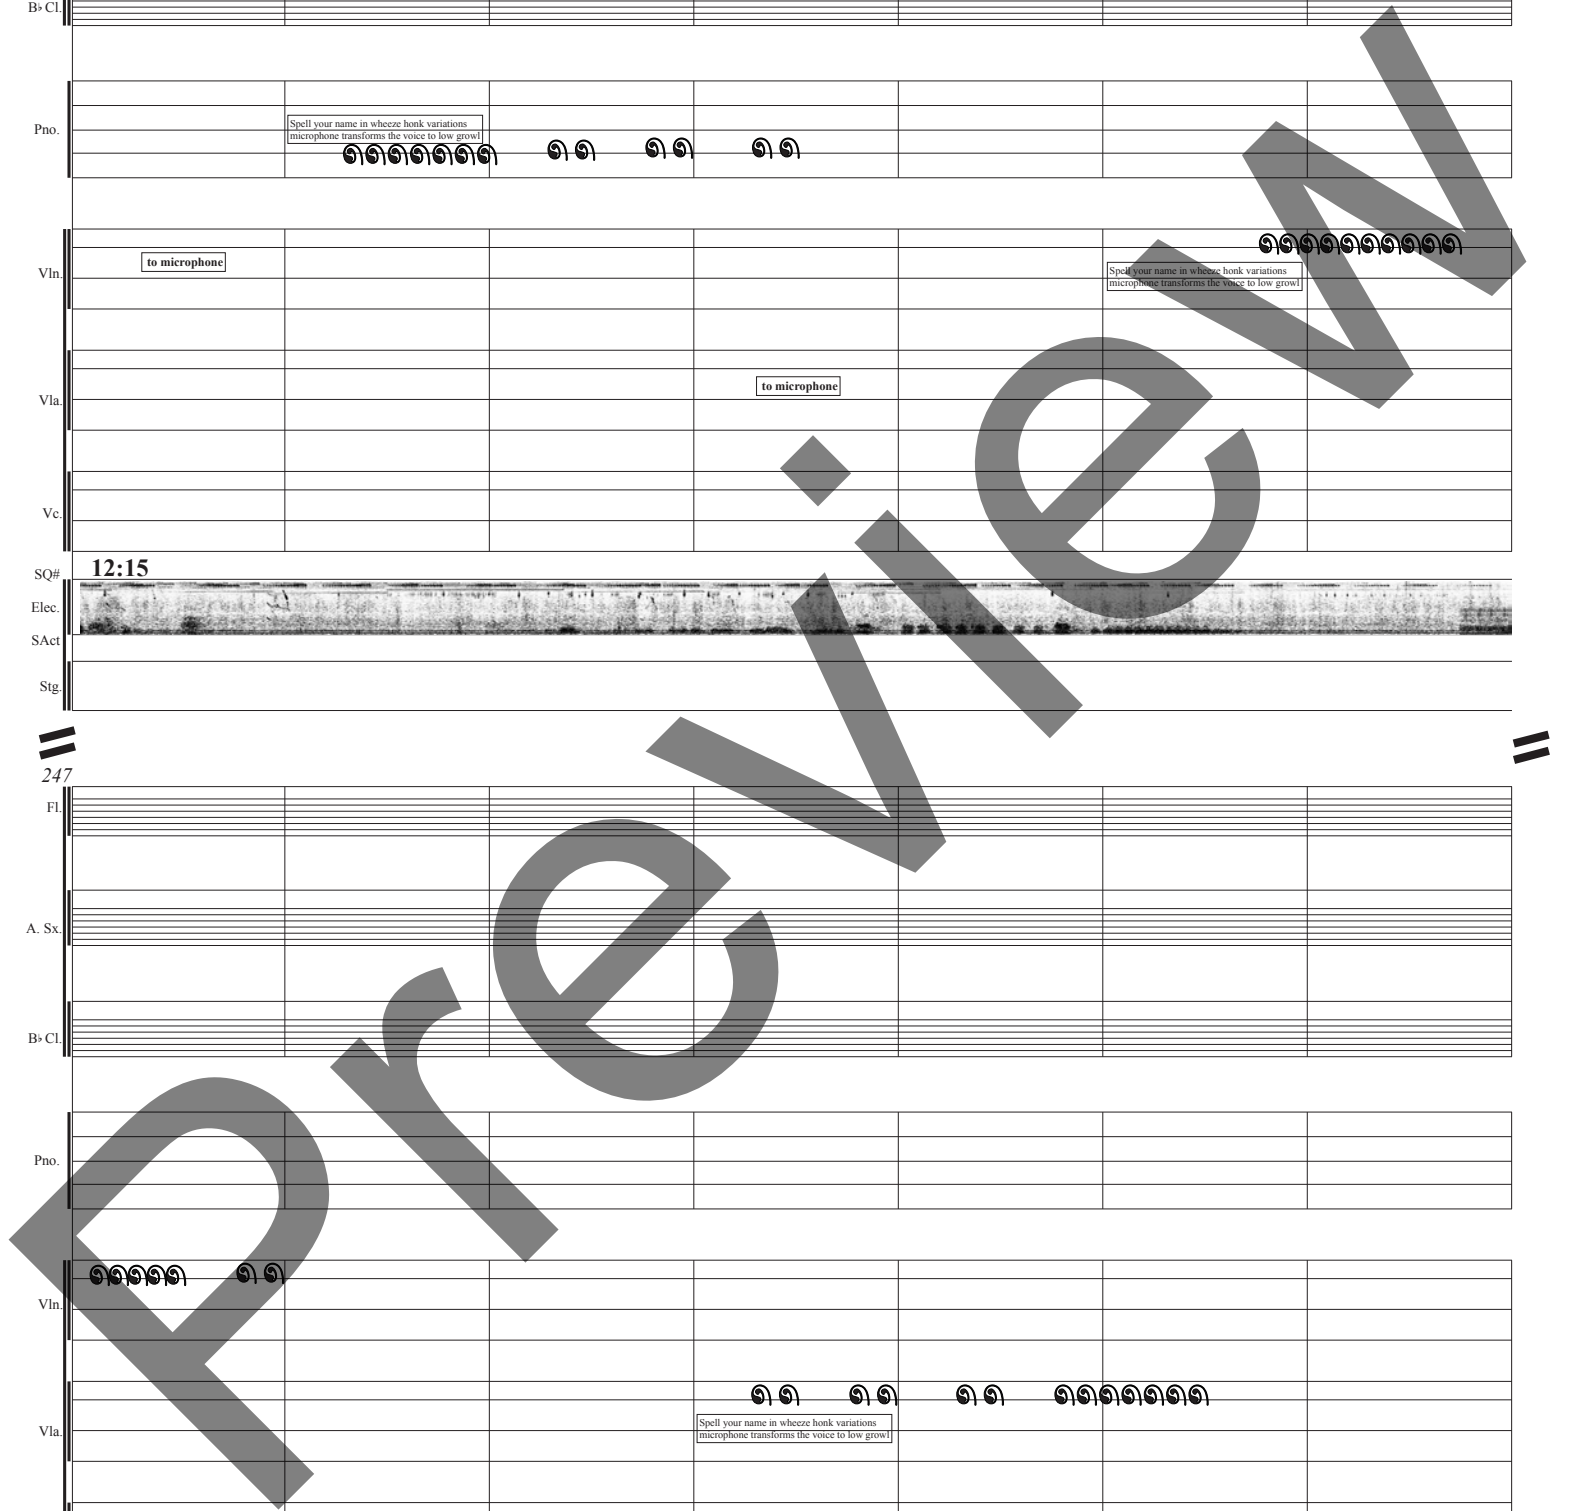 B♭ Cl.
Pno.
Spell your name in wheeze honk variations
microphone transforms the voice to low growl
Vln.
to microphone
Spell your name in wheeze honk variations
microphone transforms the voice to low growl
Vla.
to microphone
Vc.
SQ#
12:15
Elec.
SAct
Stg.
247
Fl.
A. Sx.
B♭ Cl.
Pno.
Vln.
Vla.
Spell your name in wheeze honk variations
microphone transforms the voice to low growl
Preview